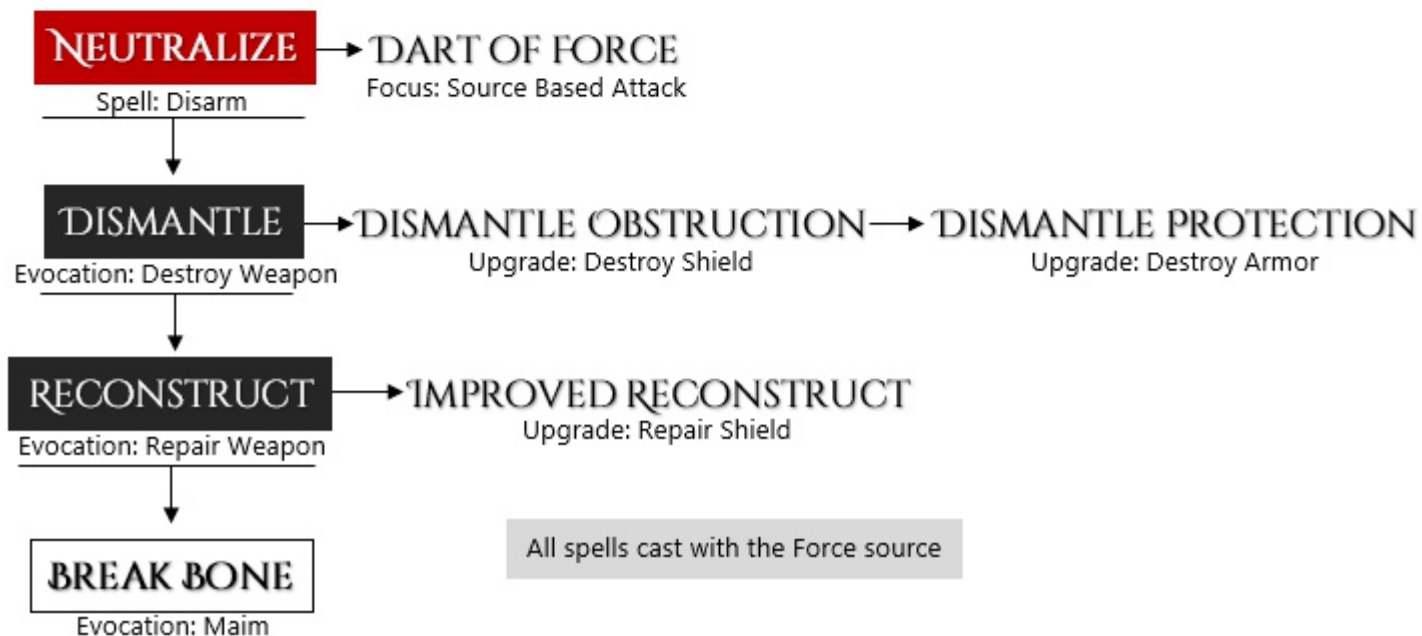 NEUTRALIZE
DART OF FORCE
Spell: Disarm
Focus: Source Based Attack
DISMANTLE
DISMANTLE OBSTRUCTION
DISMANTLE PROTECTION
Evocation: Destroy Weapon
Upgrade: Destroy Shield
Upgrade: Destroy Armor
RECONSTRUCT
IMPROVED RECONSTRUCT
Evocation: Repair Weapon
Upgrade: Repair Shield
All spells cast with the Force source
BREAK BONE
Evocation: Maim